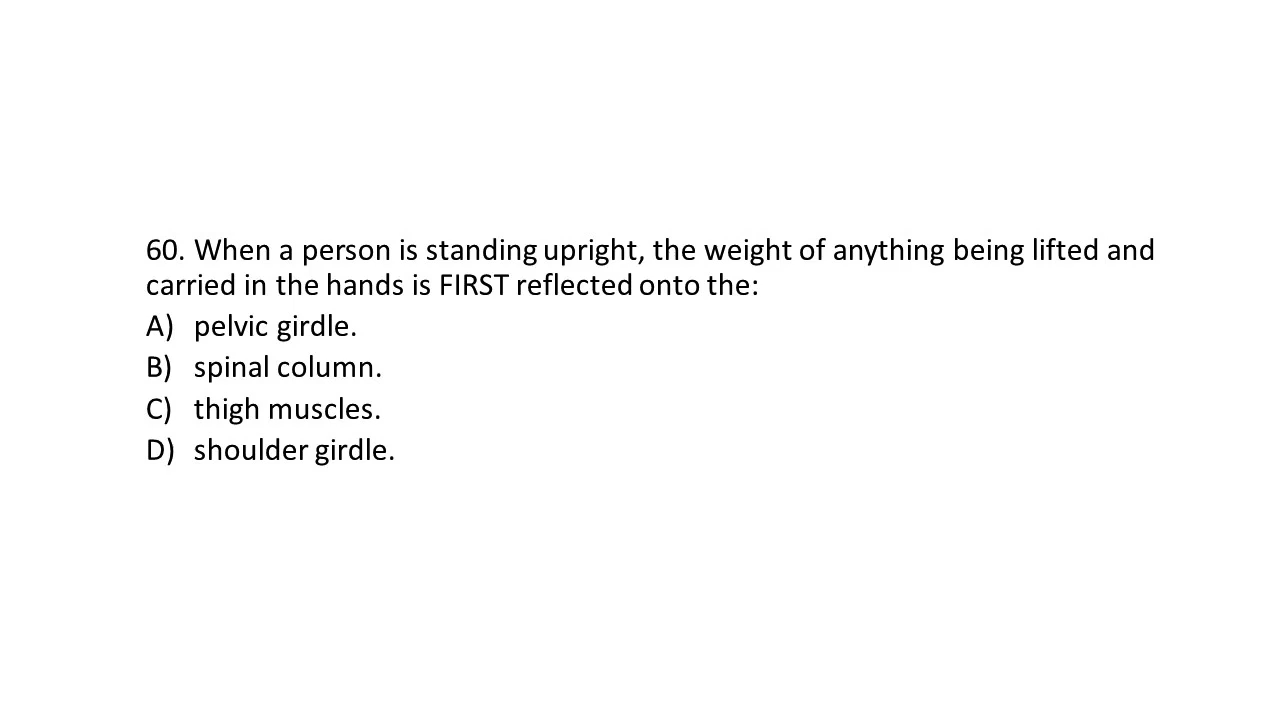 60. When a person is standing upright, the weight of anything being lifted and
carried in the hands is FIRST reflected onto the:
A) pelvic girdle.
B) spinal column.
C) thigh muscles.
D) shoulder girdle.